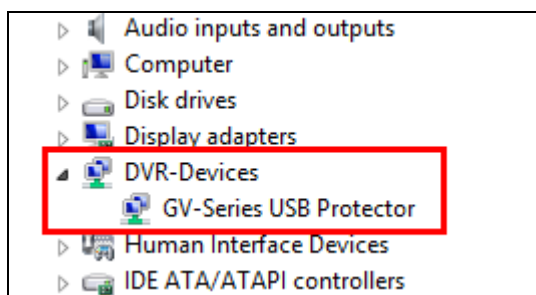 Audio inputs and outputs
Computer
Disk drives
Display adapters
DVR-Devices
GV-Series USB Protector
Human Interface Devices
IDE ATA/ATAPI controllers